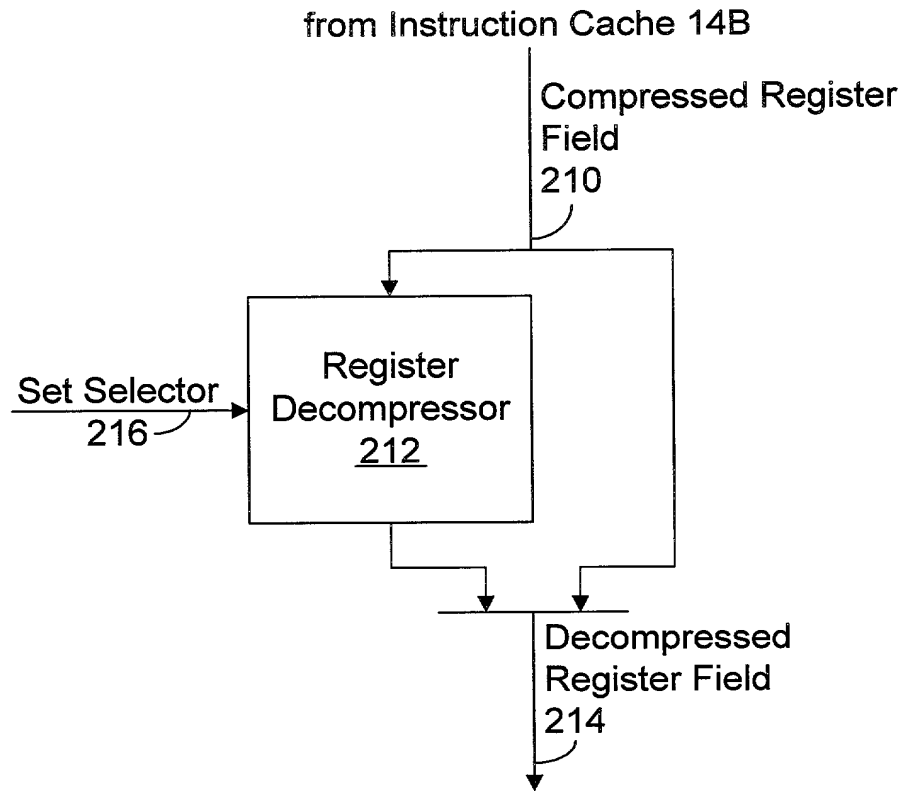 from Instruction Cache 14B
Compressed Register
Field
210
Register
Decompressor
212
Set Selector
216
Decompressed
Register Field
214